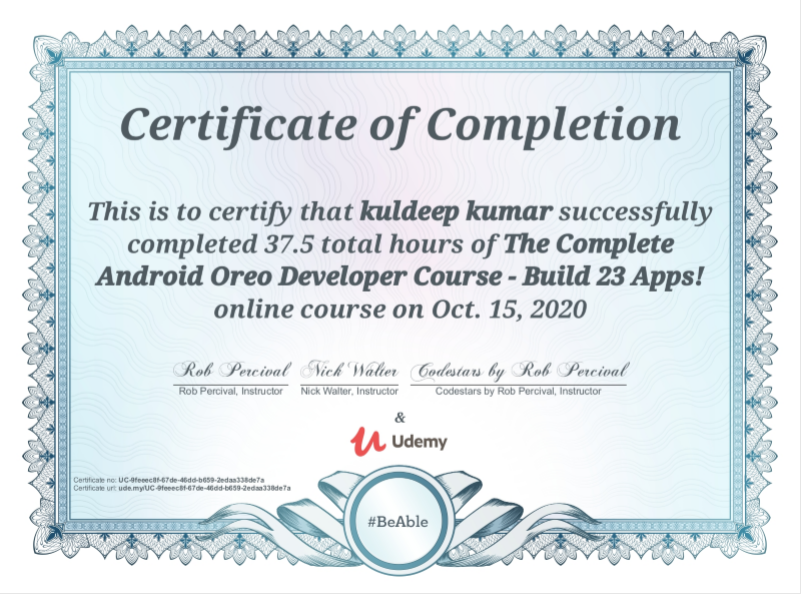 Certificate of Completion
This is to certify that kuldeep kumar successfully
completed 37.5 total hours of The Complete
Android Oreo Developer Course - Build 23 Apps!
online course on Oct. 15, 2020
Rob Percival Nick Walter Codestars by Rob Percival
Rob Percival, Instructor Nick Walter, Instructor Codestars by Rob Percival, Instructor
&
Udemy
Certificate no: UC-9feeec8f-67de-46dd-b659-2edaa338de7a
Certificate url: ude.my/UC-9feeec8f-67de-46dd-b659-2edaa338de7a
#BeAble